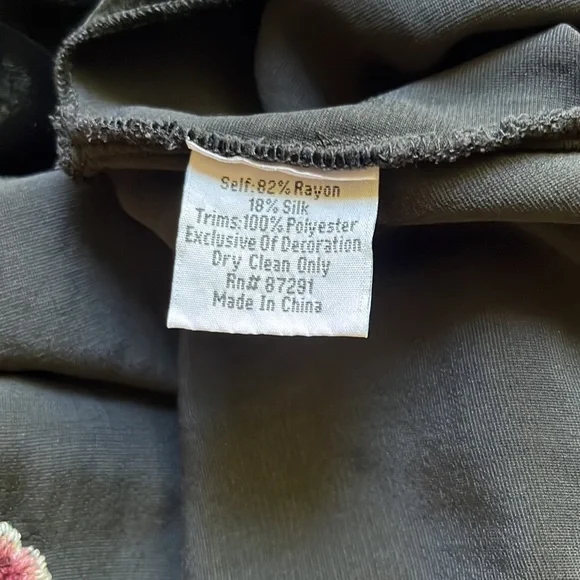 Self:82% Rayon
18% Silk
Trims:100% Polyester
Exclusive Of Decoration
Dry Clean Only
Rn# 87291
Made In China